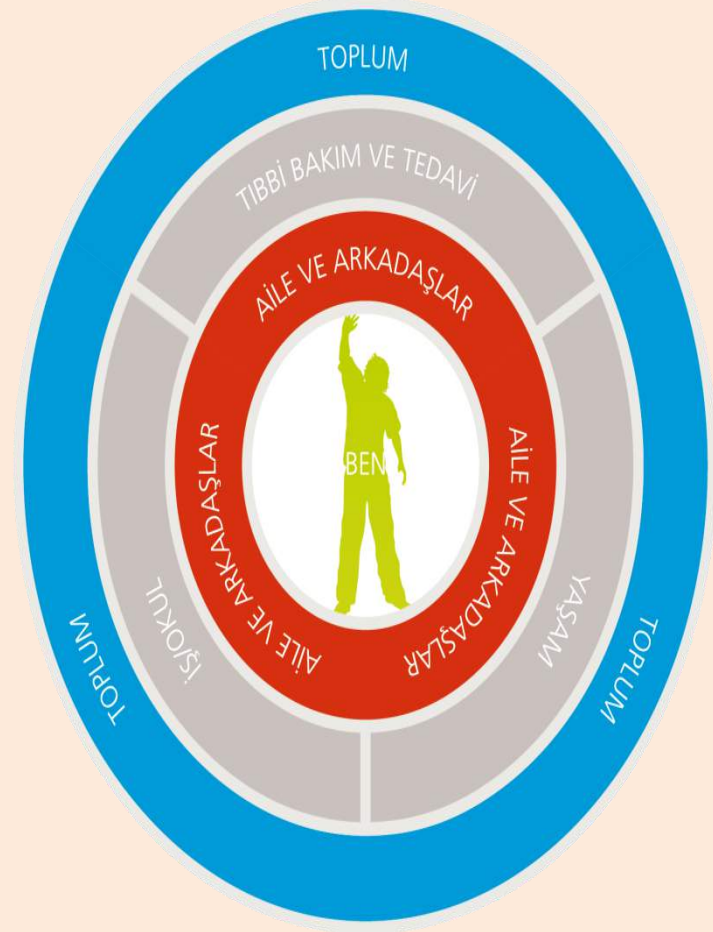 TOPLUM
TIBBİ BAKIM VE TEDAVİ
AİLE VE ARKADAŞLAR
BEN
AİLE VE ARKADAŞLAR
AİLE VE ARKADAŞLAR
İŞ/OKUL
YAŞAM
TOPLUM
TOPLUM